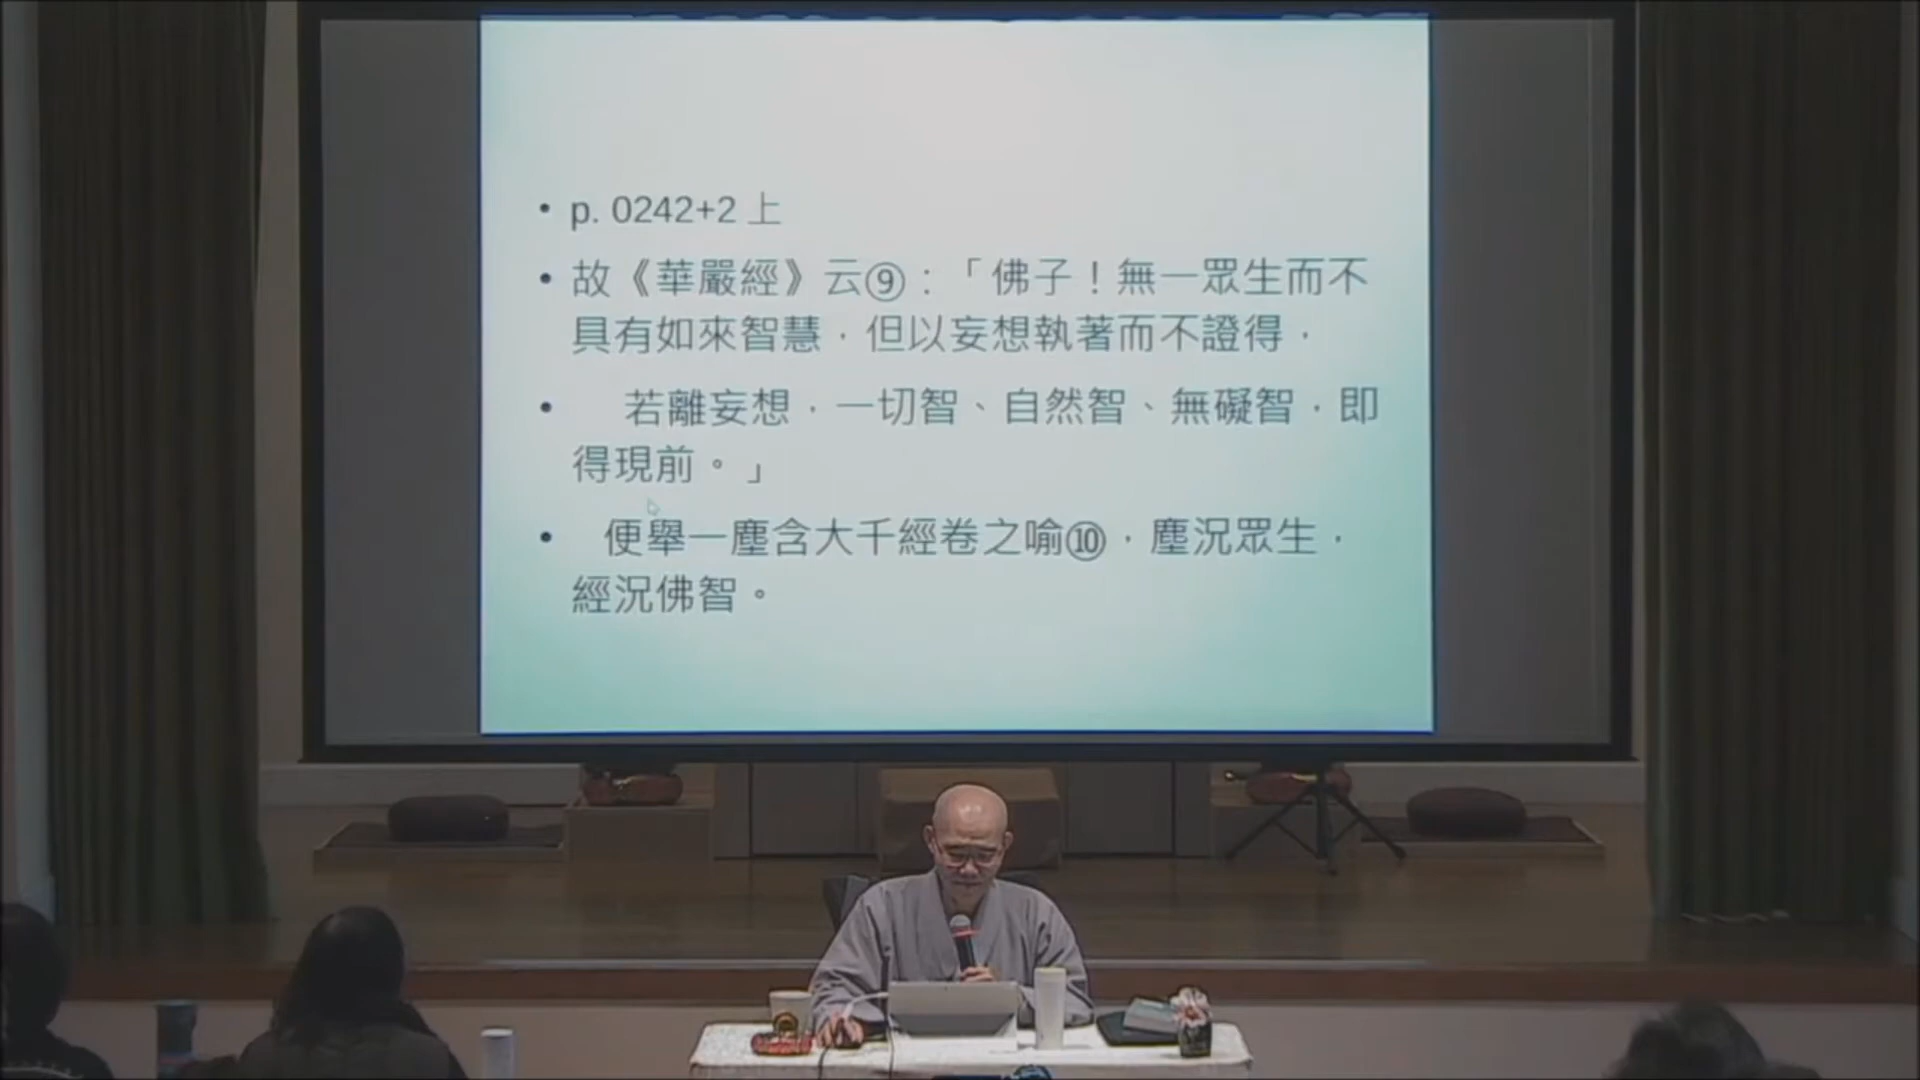 • p. 0242+2 上
• 故《華嚴經》云⑨：「佛子！無一眾生而不
具有如來智慧，但以妄想執著而不證得，
• 若離妄想，一切智、自然智、無礙智，即
得現前。」
• 便舉一塵含大千經卷之喻⑩，塵況眾生，
經況佛智。